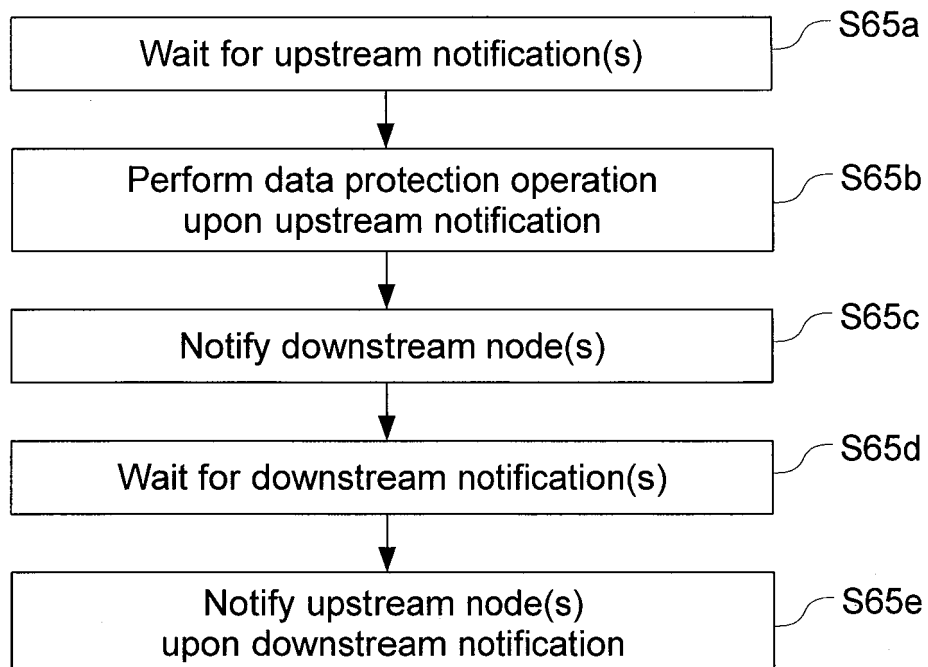 S65a
Wait for upstream notification(s)
Perform data protection operation
upon upstream notification
S65b
S65c
Notify downstream node(s)
S65d
Wait for downstream notification(s)
Notify upstream node(s)
upon downstream notification
S65e